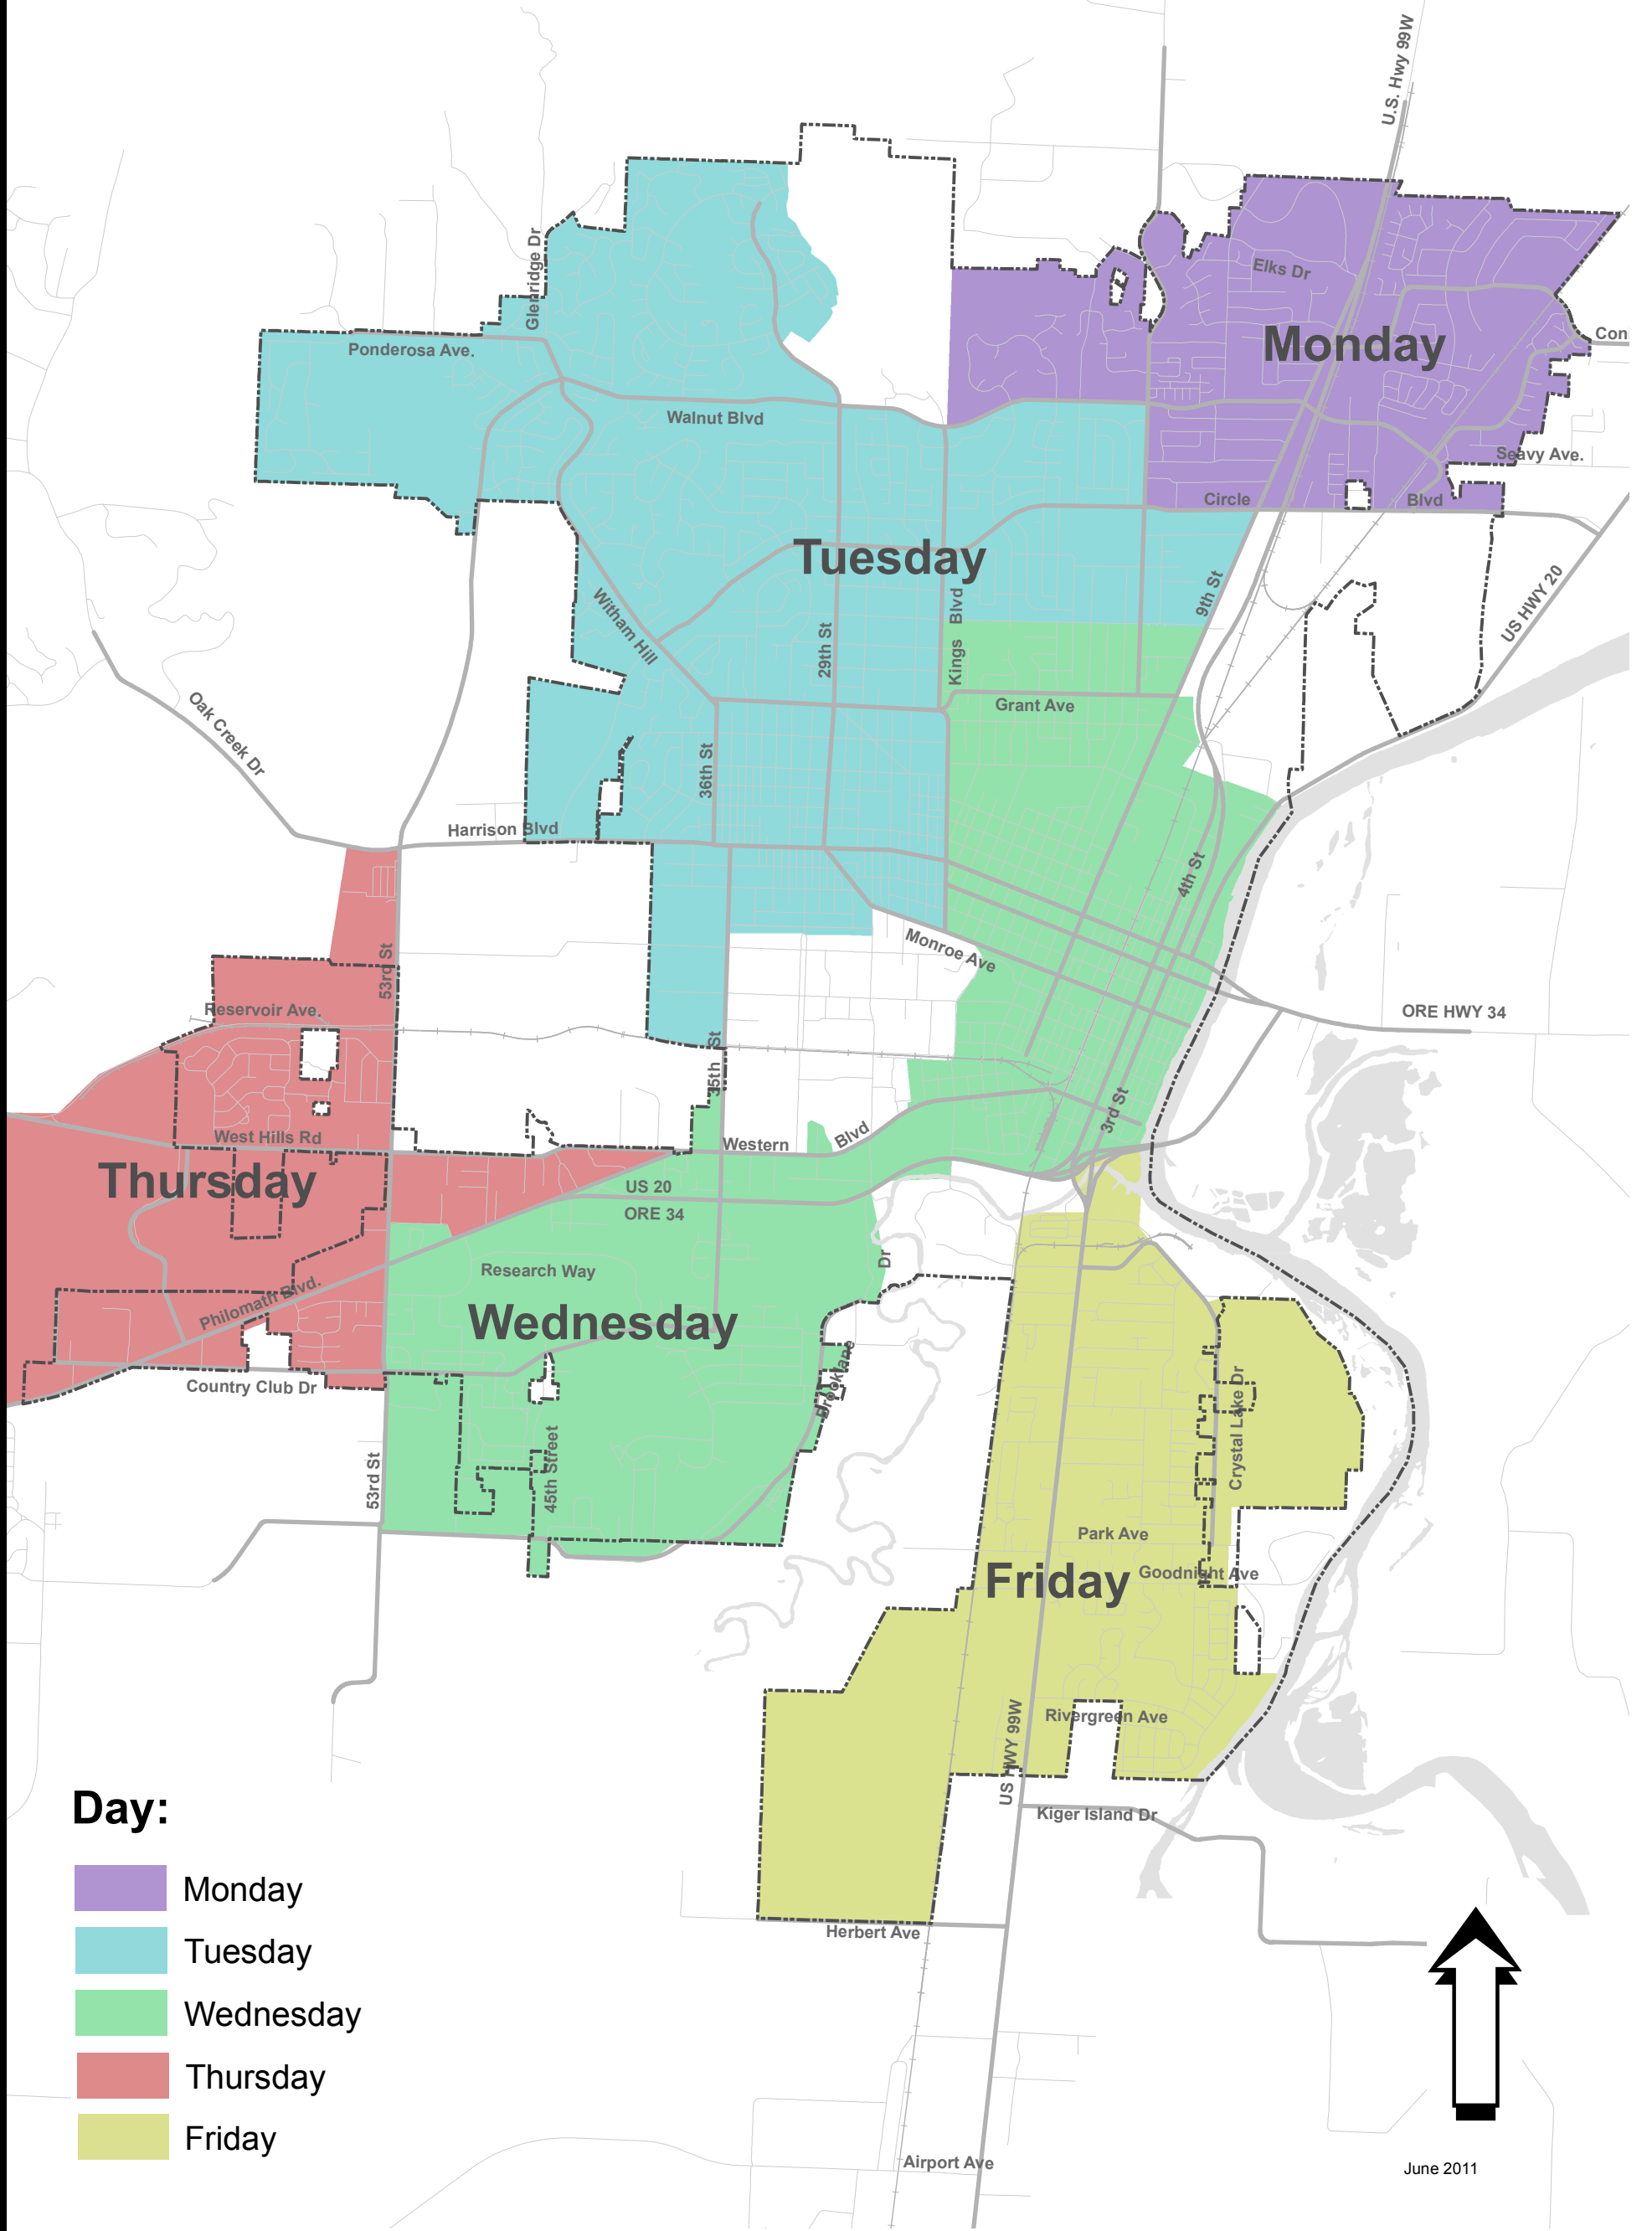 U.S. Hwy 99W
Glenridge Dr
Elks Dr
Con
Monday
Ponderosa Ave.
Walnut Blvd
Seavy Ave.
Circle
Blvd
Tuesday
9th St
US HWY 20
Witham Hill
29th St
Kings Blvd
Grant Ave
Oak Creek Dr
36th St
Harrison Blvd
4th St
Monroe Ave
53rd St
Reservoir Ave.
ORE HWY 34
35th St
3rd St
West Hills Rd
Western
Blvd
Thursday
US 20
ORE 34
Dr
Research Way
Philomath Blvd.
Wednesday
Country Club Dr
Brooklane
Crystal Lake Dr
53rd St
45th Street
Park Ave
Friday
Goodnight Ave
Rivergreen Ave
US HWY 99W
Kiger Island Dr
Day:
Monday
Herbert Ave
Tuesday
Wednesday
Thursday
Friday
Airport Ave
June 2011